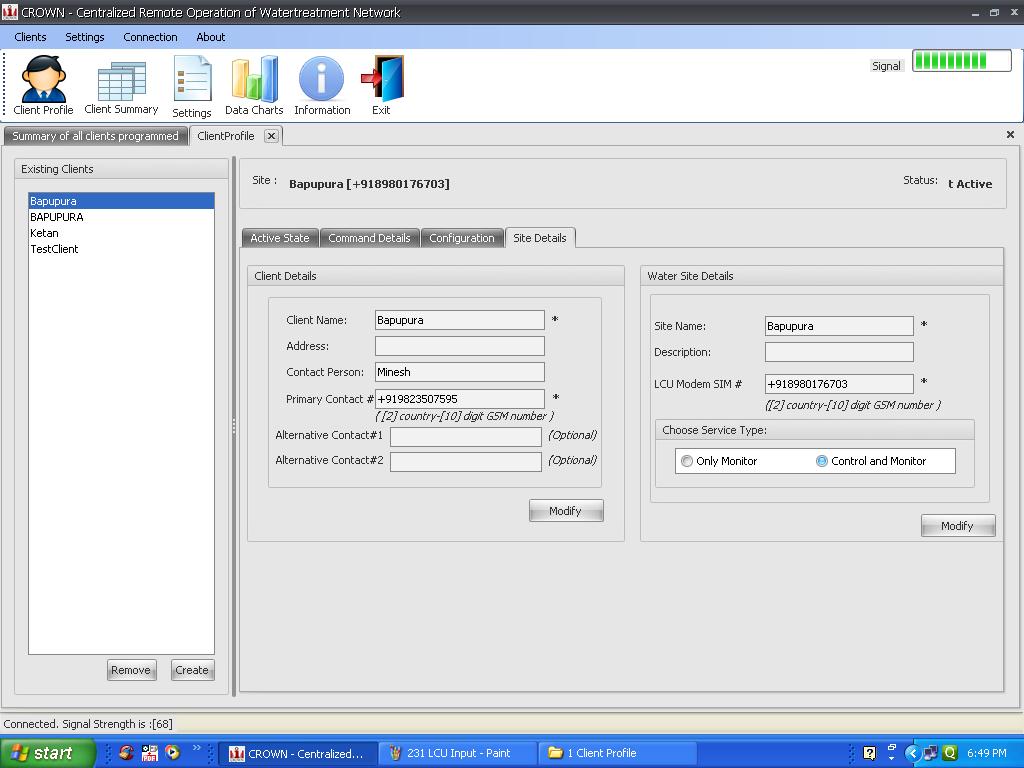 CROWN - Centralized Remote Operation of Watertreatment Network
Clients Settings Connection About
Client Profile Client Summary Settings Data Charts Information Exit Signal
Summary of all clients programmed ClientProfile
Existing Clients
Bapupura
BAPUPURA
Ketan
TestClient
Remove Create
Site : Bapupura [+918980176703] Status: t Active
Active State Command Details Configuration Site Details
Client Details
Client Name: Bapupura *
Address:
Contact Person: Minesh
Primary Contact # +919823507595 *
( [2] country-[10] digit GSM number )
Alternative Contact#1 (Optional)
Alternative Contact#2 (Optional)
Modify
Water Site Details
Site Name: Bapupura *
Description:
LCU Modem SIM # +918980176703 *
([2] country-[10] digit GSM number )
Choose Service Type:
Only Monitor Control and Monitor
Modify
Connected. Signal Strength is :[68]
start CROWN - Centralized... 231 LCU Input - Paint 1 Client Profile 6:49 PM